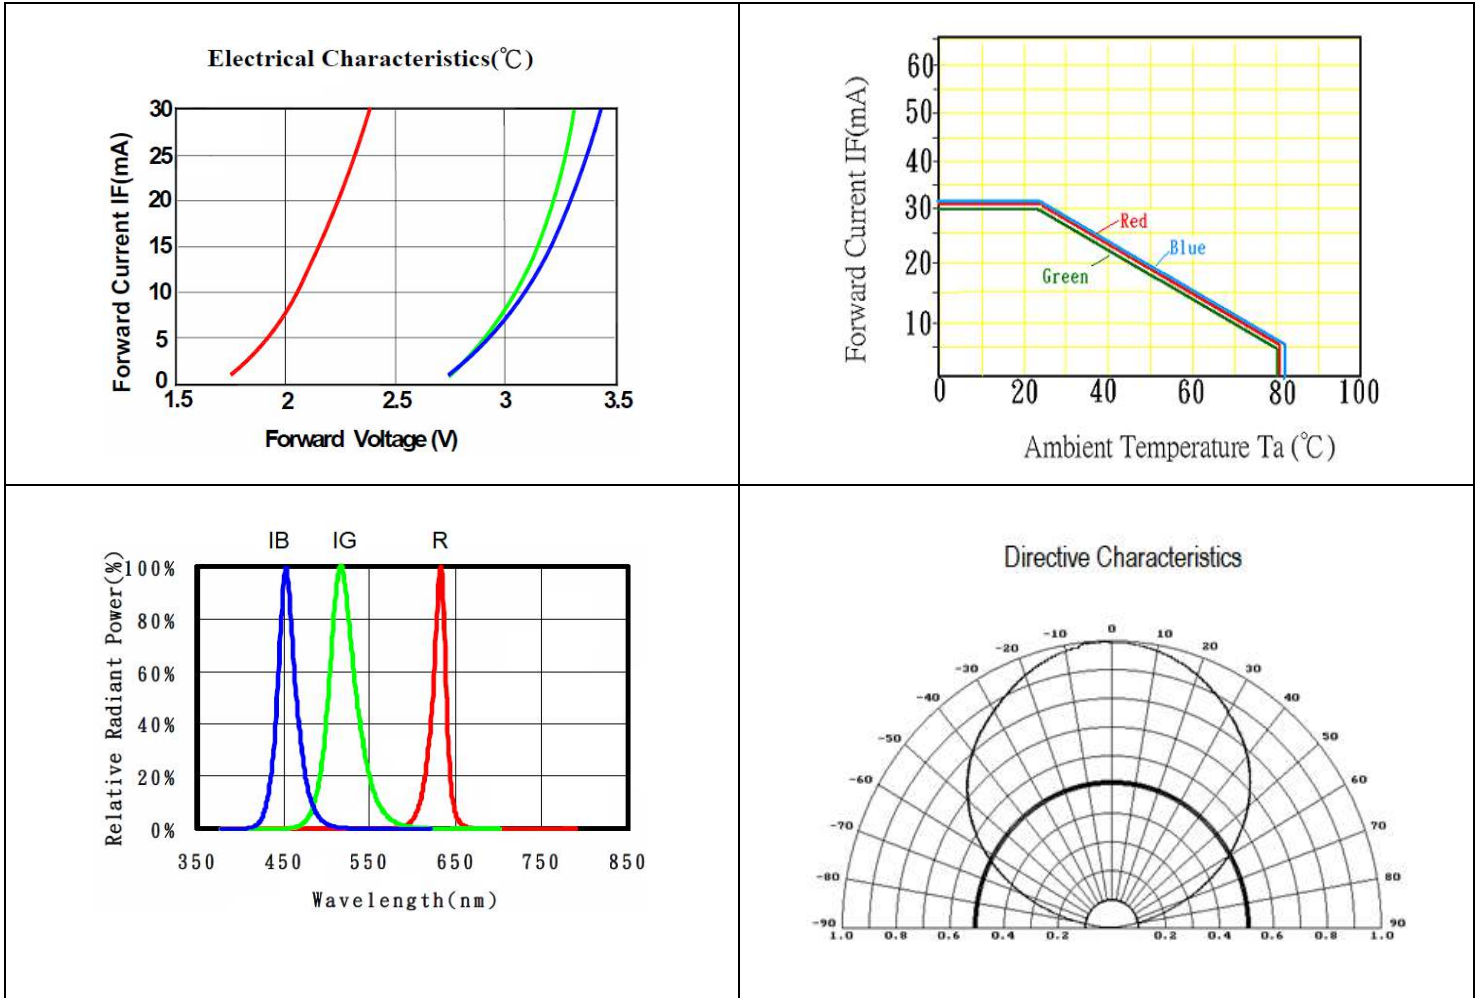 Electrical Characteristics(℃)
30
25
20
15
10
5
0
1.5 2 2.5 3 3.5
Forward Current IF(mA)
Forward Voltage (V)
60
50
40
30
20
10
0 20 40 60 80 100
Red
Blue
Green
Forward Current IF(mA)
Ambient Temperature Ta (℃)
IB IG R
100%
80%
60%
40%
20%
0%
350 450 550 650 750 850
Relative Radiant Power(%)
Wavelength(nm)
Directive Characteristics
0
-10 10
-20 20
-30 30
-40 40
-50 50
-60 60
-70 70
-80 80
-90 90
1.0 0.8 0.6 0.4 0.2 0.2 0.4 0.6 0.8 1.0